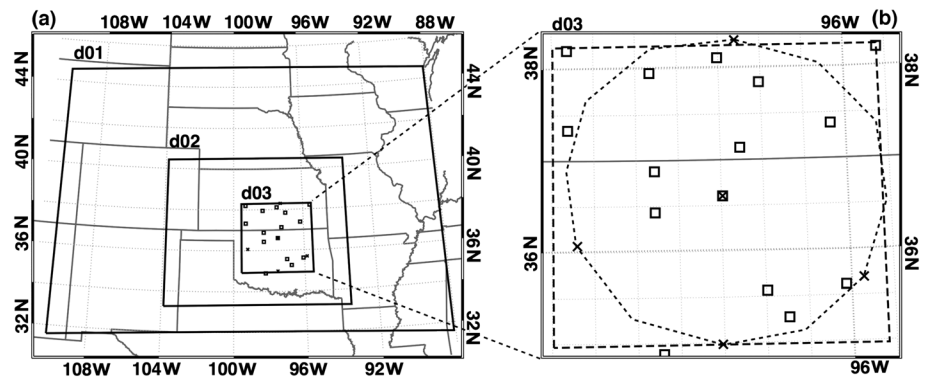 (a) 108W 104W 100W 96W 92W 88W
d01
44N 44N
d02
40N 40N
d03
36N 36N
32N 32N
108W 104W 100W 96W 92W
d03 96W (b)
38N 38N
36N 36N
96W